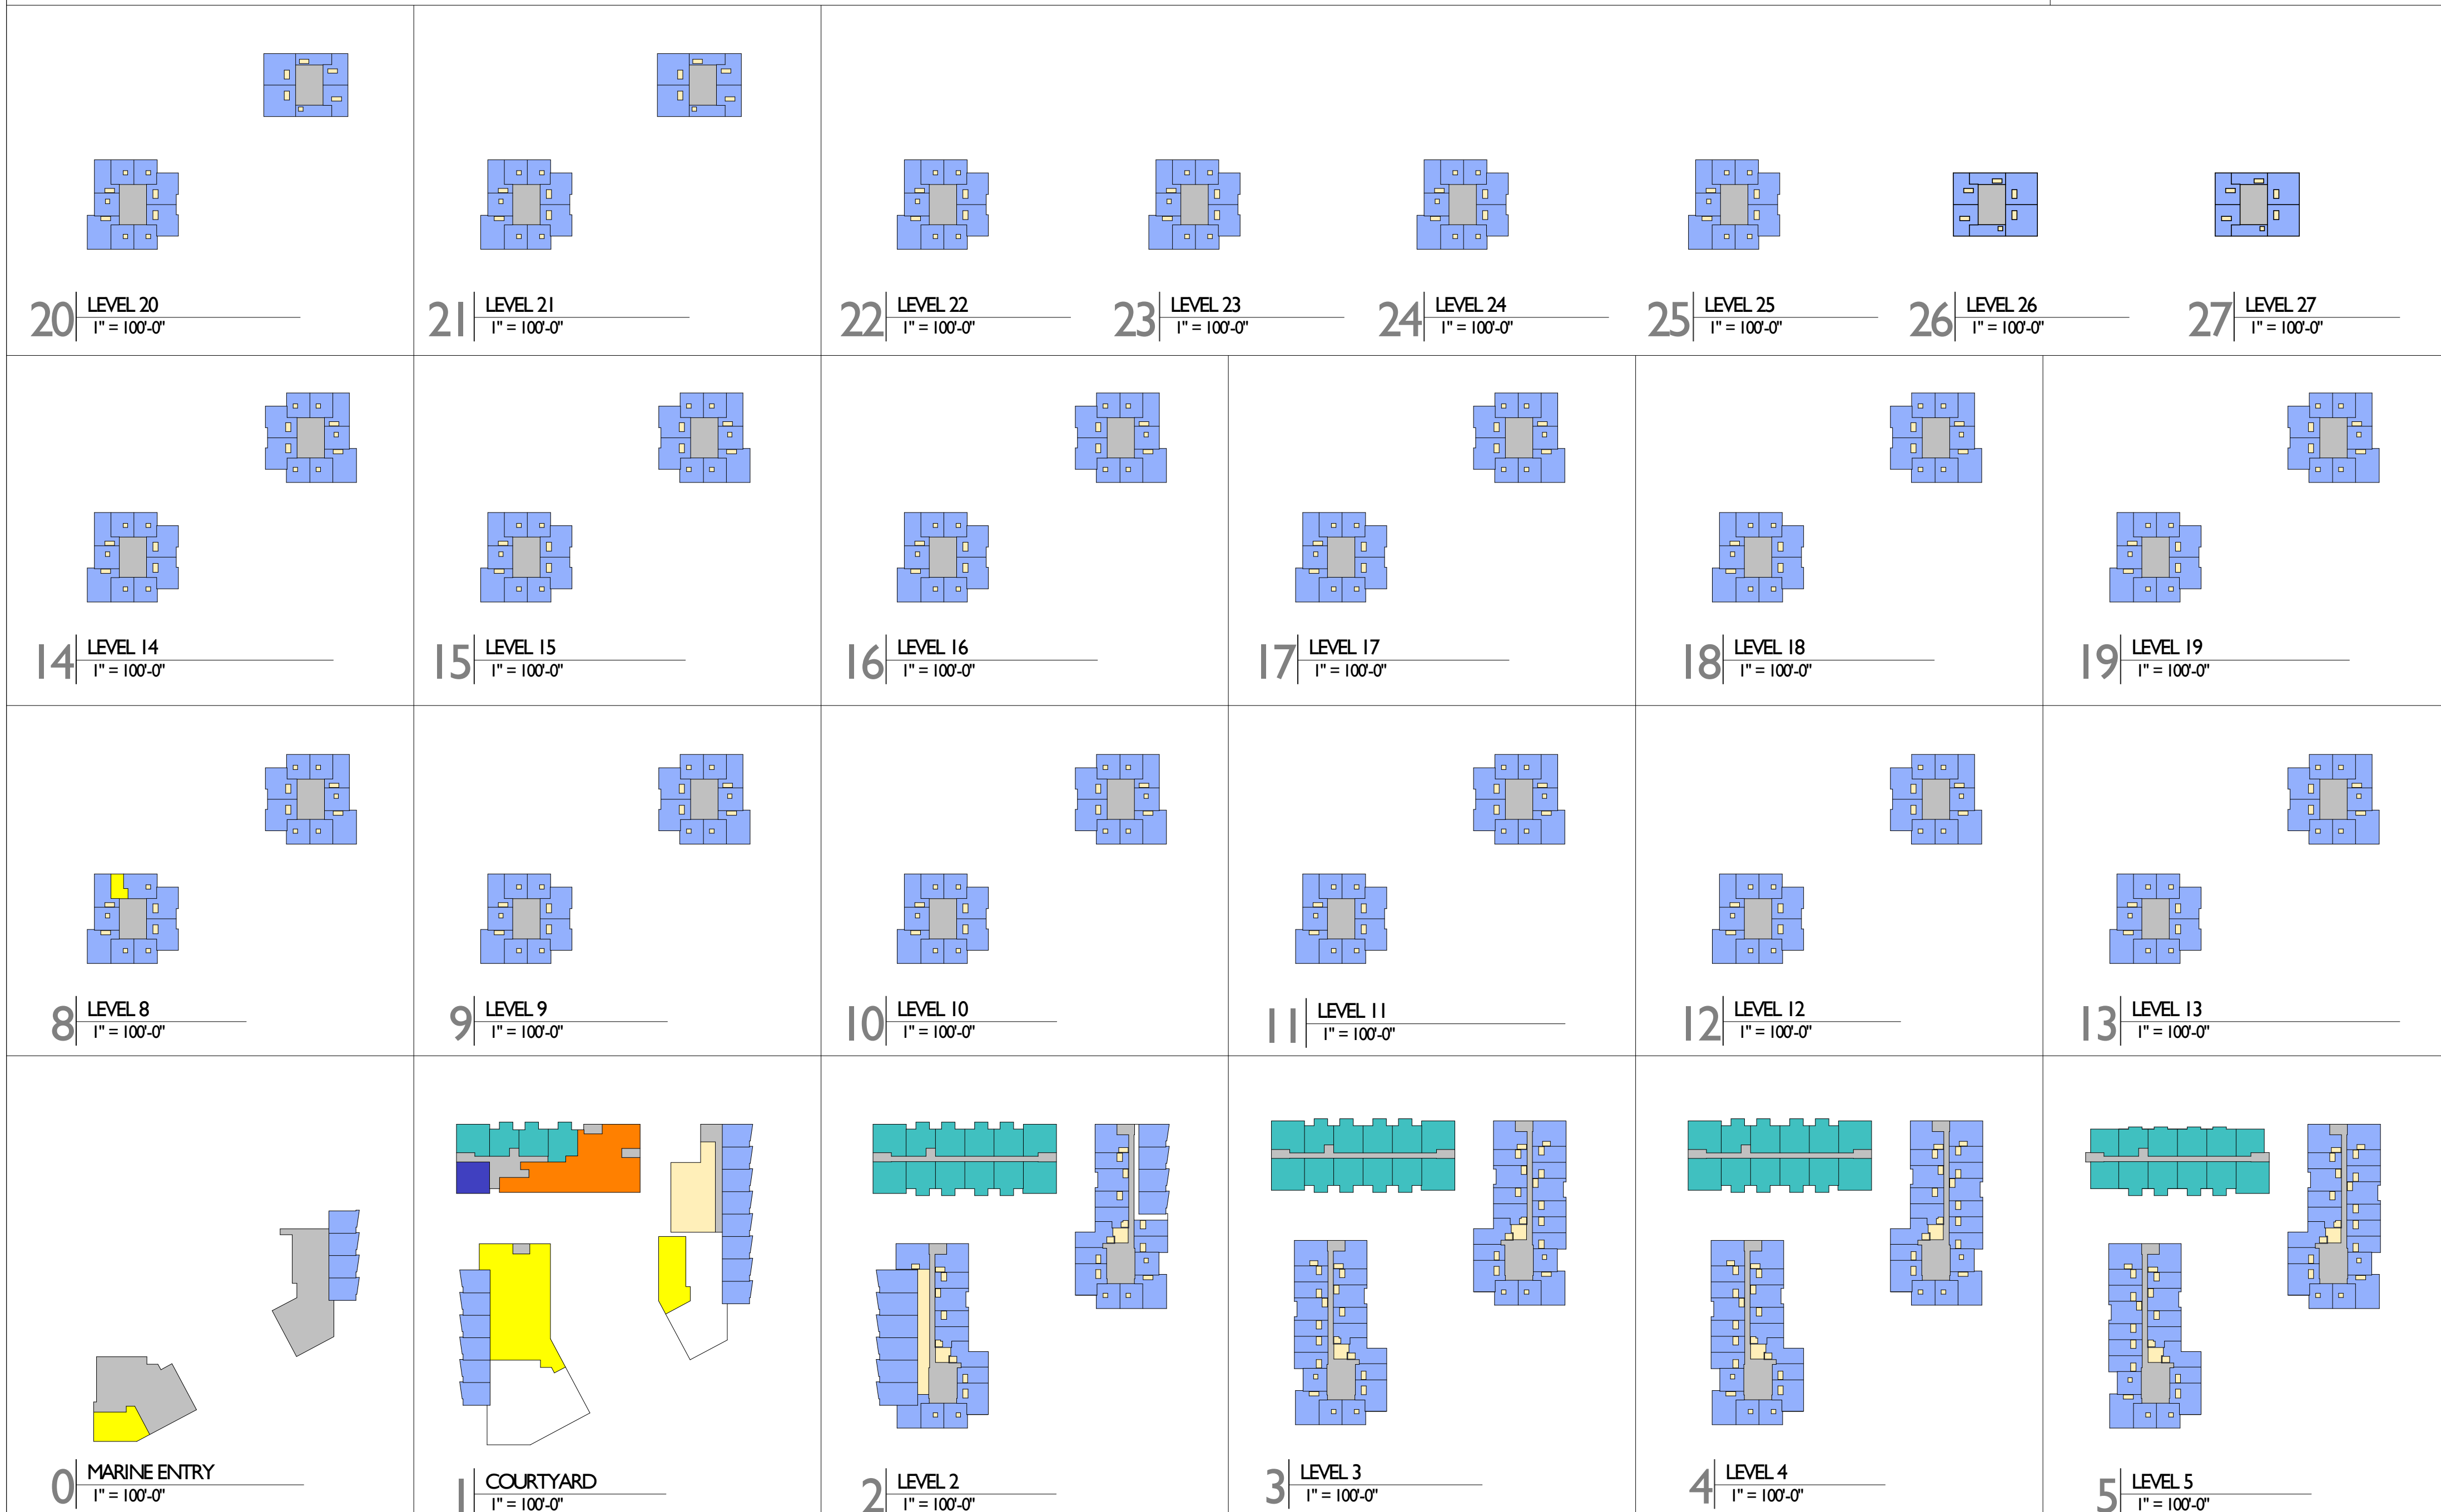 20 LEVEL 20
1" = 100'-0"
21 LEVEL 21
1" = 100'-0"
22 LEVEL 22
1" = 100'-0"
23 LEVEL 23
1" = 100'-0"
24 LEVEL 24
1" = 100'-0"
25 LEVEL 25
1" = 100'-0"
26 LEVEL 26
1" = 100'-0"
27 LEVEL 27
1" = 100'-0"
14 LEVEL 14
1" = 100'-0"
15 LEVEL 15
1" = 100'-0"
16 LEVEL 16
1" = 100'-0"
17 LEVEL 17
1" = 100'-0"
18 LEVEL 18
1" = 100'-0"
19 LEVEL 19
1" = 100'-0"
8 LEVEL 8
1" = 100'-0"
9 LEVEL 9
1" = 100'-0"
10 LEVEL 10
1" = 100'-0"
11 LEVEL 11
1" = 100'-0"
12 LEVEL 12
1" = 100'-0"
13 LEVEL 13
1" = 100'-0"
0 MARINE ENTRY
1" = 100'-0"
1 COURTYARD
1" = 100'-0"
2 LEVEL 2
1" = 100'-0"
3 LEVEL 3
1" = 100'-0"
4 LEVEL 4
1" = 100'-0"
5 LEVEL 5
1" = 100'-0"